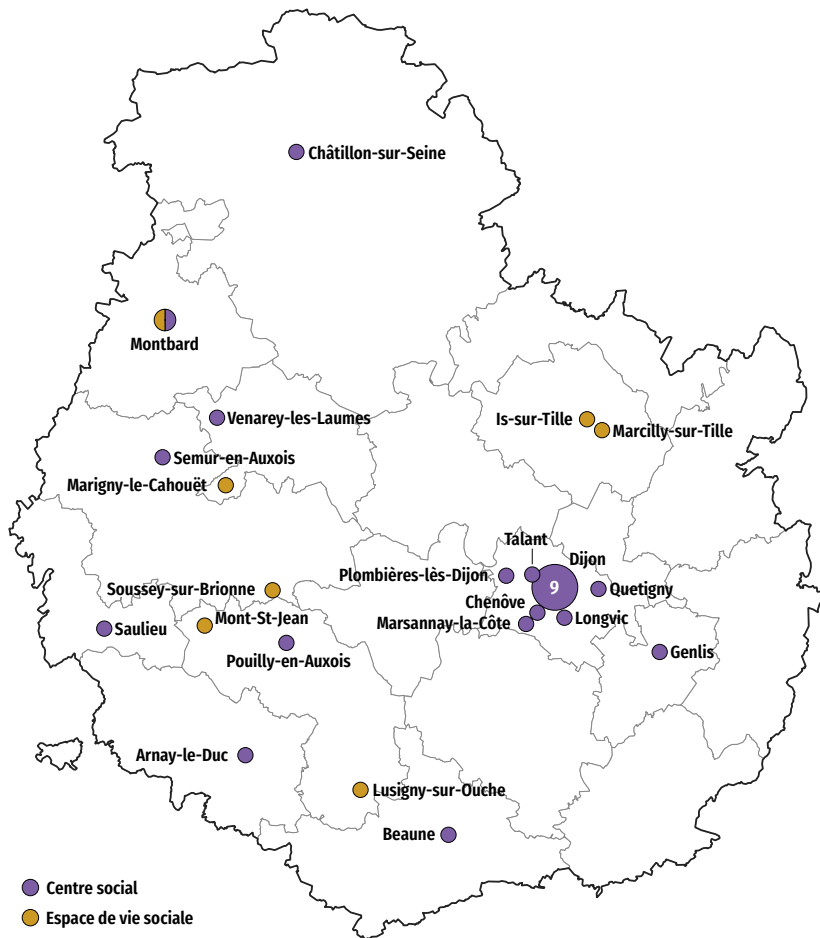 Châtillon-sur-Seine
Montbard
Venarey-les-Laumes
Is-sur-Tille
Marcilly-sur-Tille
Semur-en-Auxois
Marigny-le-Cahouët
Talant
Dijon
Plombières-lès-Dijon
9
Quetigny
Soussey-sur-Brionne
Chenôve
Mont-St-Jean
Longvic
Marsannay-la-Côte
Saulieu
Pouilly-en-Auxois
Genlis
Arnay-le-Duc
Lusigny-sur-Ouche
Beaune
Centre social
Espace de vie sociale